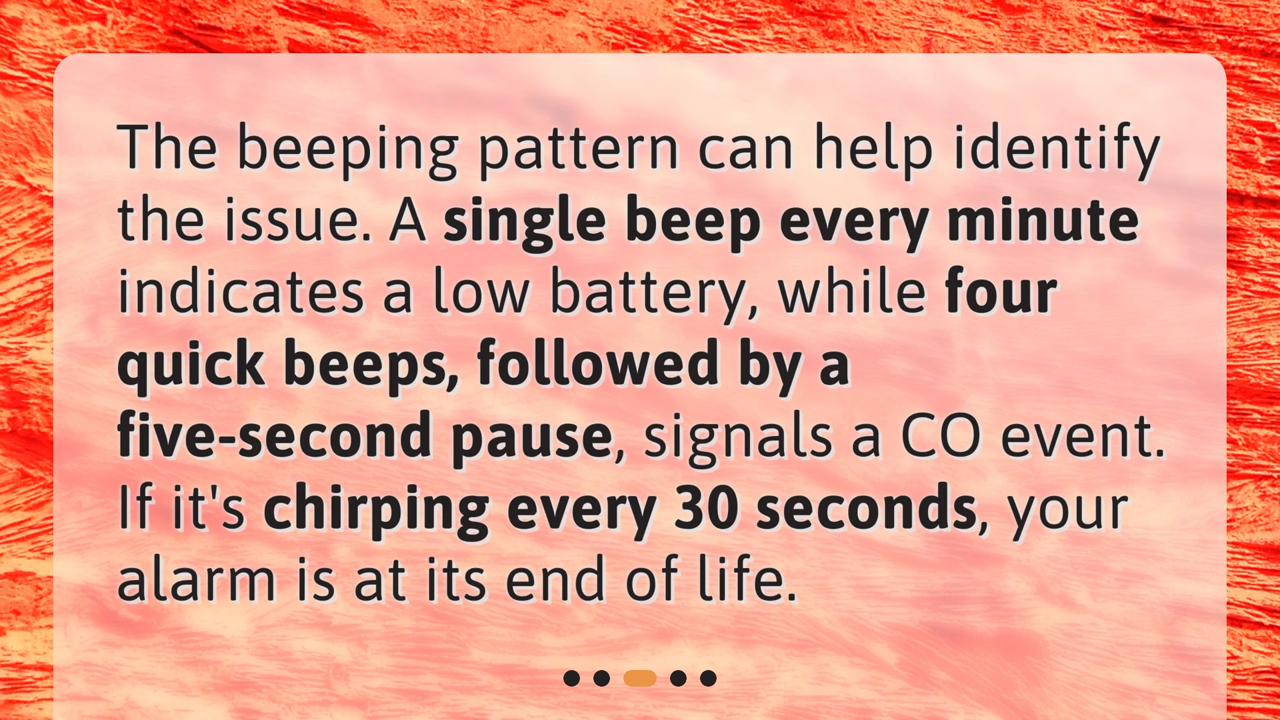 The beeping pattern can help identify
the issue. A single beep every minute
indicates a low battery, while four
quick beeps, followed by a
five-second pause, signals a CO event.
If it's chirping every 30 seconds, your
alarm is at its end of life.